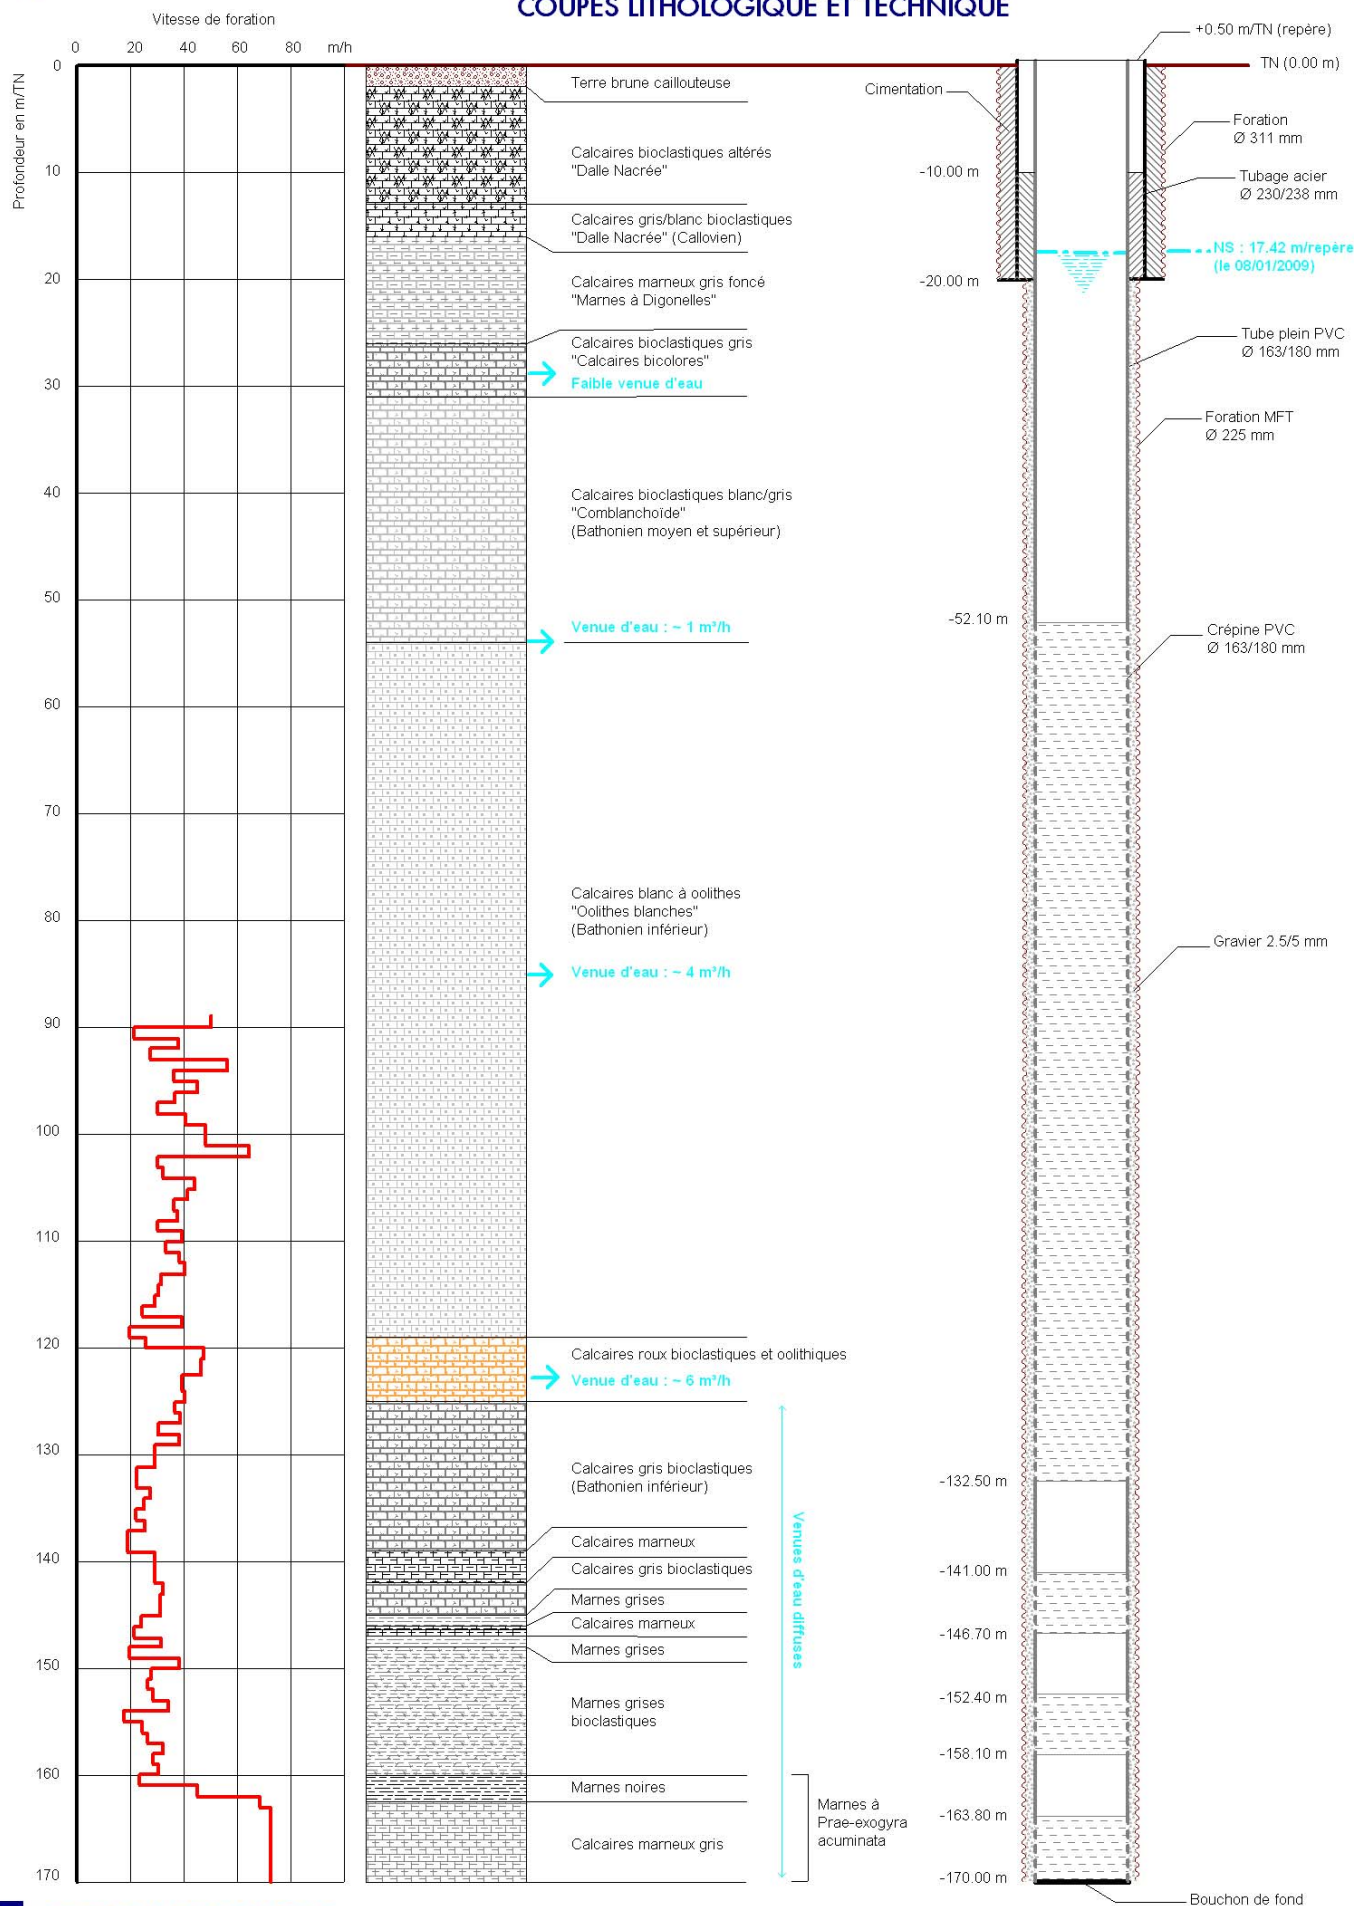 COUPES LITHOLOGIQUE ET TECHNIQUE
Vitesse de foration
0 20 40 60 80 m/h
Profondeur en m/TN
0
10
20
30
40
50
60
70
80
90
100
110
120
130
140
150
160
170
Terre brune caillouteuse
Calcaires bioclastiques altérés
"Dalle Nacrée"
Calcaires gris/blanc bioclastiques
"Dalle Nacrée" (Callovien)
Calcaires marneux gris foncé
"Marnes à Digonelles"
Calcaires bioclastiques gris
"Calcaires bicolores"
Faible venue d'eau
Calcaires bioclastiques blanc/gris
"Comblanchoïde"
(Bathonien moyen et supérieur)
Venue d'eau : ~ 1 m³/h
Calcaires blanc à oolithes
"Oolithes blanches"
(Bathonien inférieur)
Venue d'eau : ~ 4 m³/h
Calcaires roux bioclastiques et oolithiques
Venue d'eau : ~ 6 m³/h
Calcaires gris bioclastiques
(Bathonien inférieur)
Calcaires marneux
Calcaires gris bioclastiques
Marnes grises
Calcaires marneux
Marnes grises
Marnes grises
bioclastiques
Marnes noires
Calcaires marneux gris
Venues d'eau diffuses
Marnes à
Prae-exogyra
acuminata
+0.50 m/TN (repère)
TN (0.00 m)
Cimentation
Foration
Ø 311 mm
-10.00 m
Tubage acier
Ø 230/238 mm
NS : 17.42 m/repère
(le 08/01/2009)
-20.00 m
Tube plein PVC
Ø 163/180 mm
Foration MFT
Ø 225 mm
-52.10 m
Crépine PVC
Ø 163/180 mm
Gravier 2.5/5 mm
-132.50 m
-141.00 m
-146.70 m
-152.40 m
-158.10 m
-163.80 m
-170.00 m
Bouchon de fond